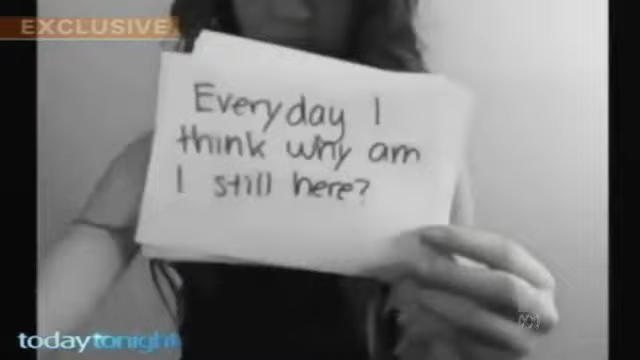 EXCLUSIVE
Everyday I
think why am
I still here?
todaytonight